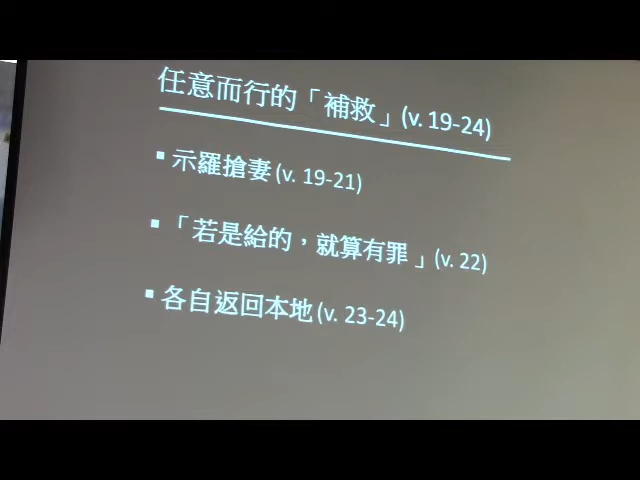 任意而行的「補救」(v. 19-24)
▪ 示羅搶妻 (v. 19-21)
▪ 「若是給的，就算有罪」(v. 22)
▪ 各自返回本地 (v. 23-24)